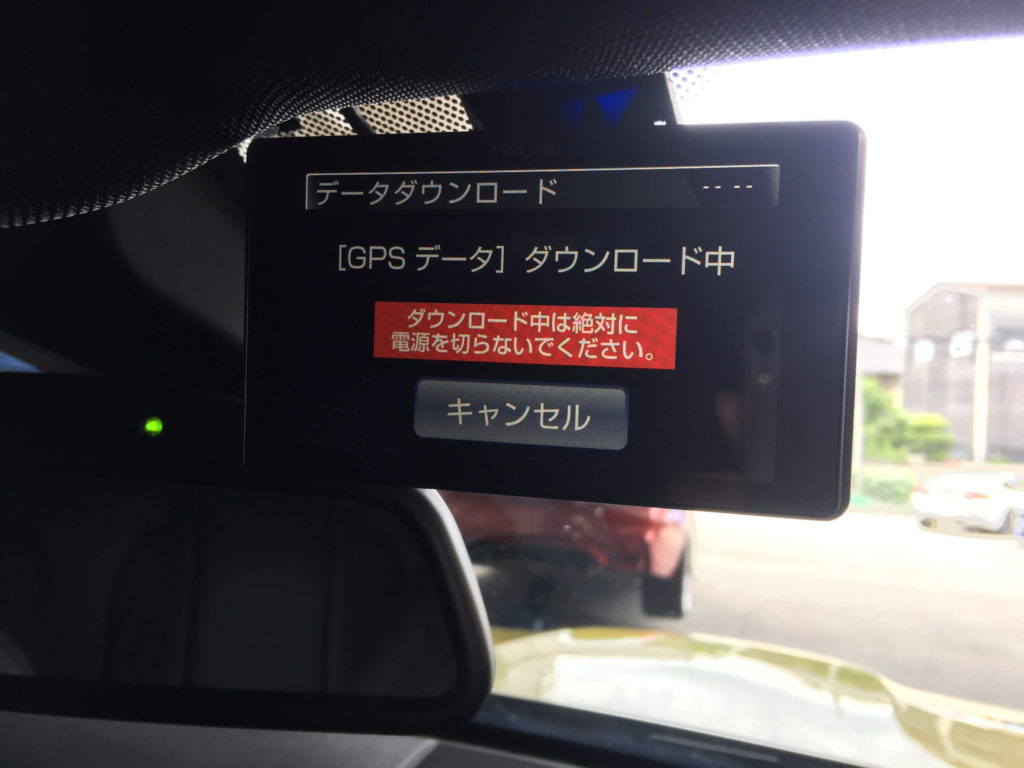 ZERO 808LV
データダウンロード
-- --
[GPS データ] ダウンロード中
ダウンロード中は絶対に
電源を切らないでください。
キャンセル